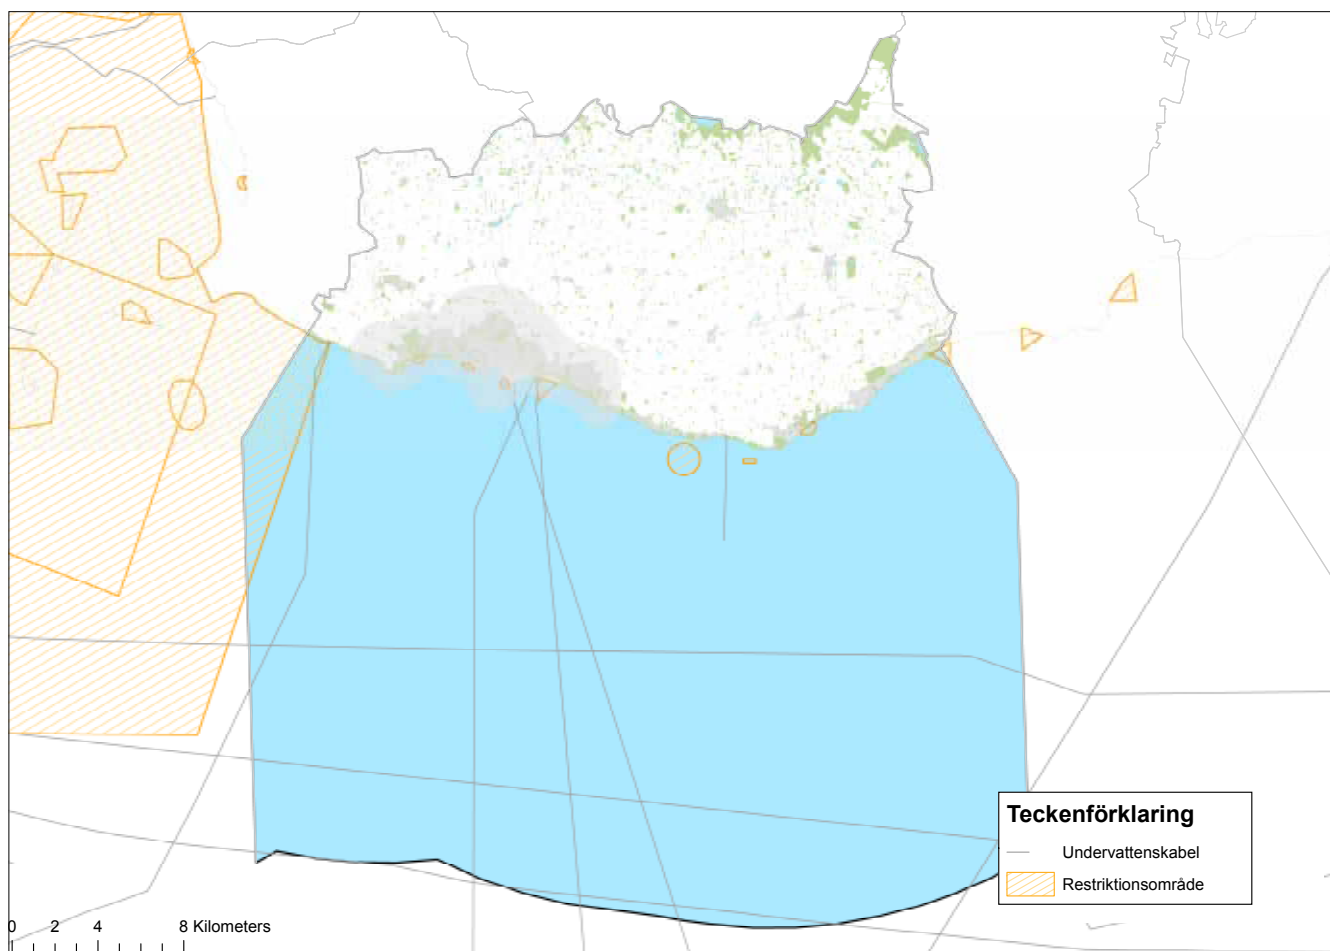 Teckenförklaring
Undervattenskabel
Restriktionsområde
0 2 4 8 Kilometers